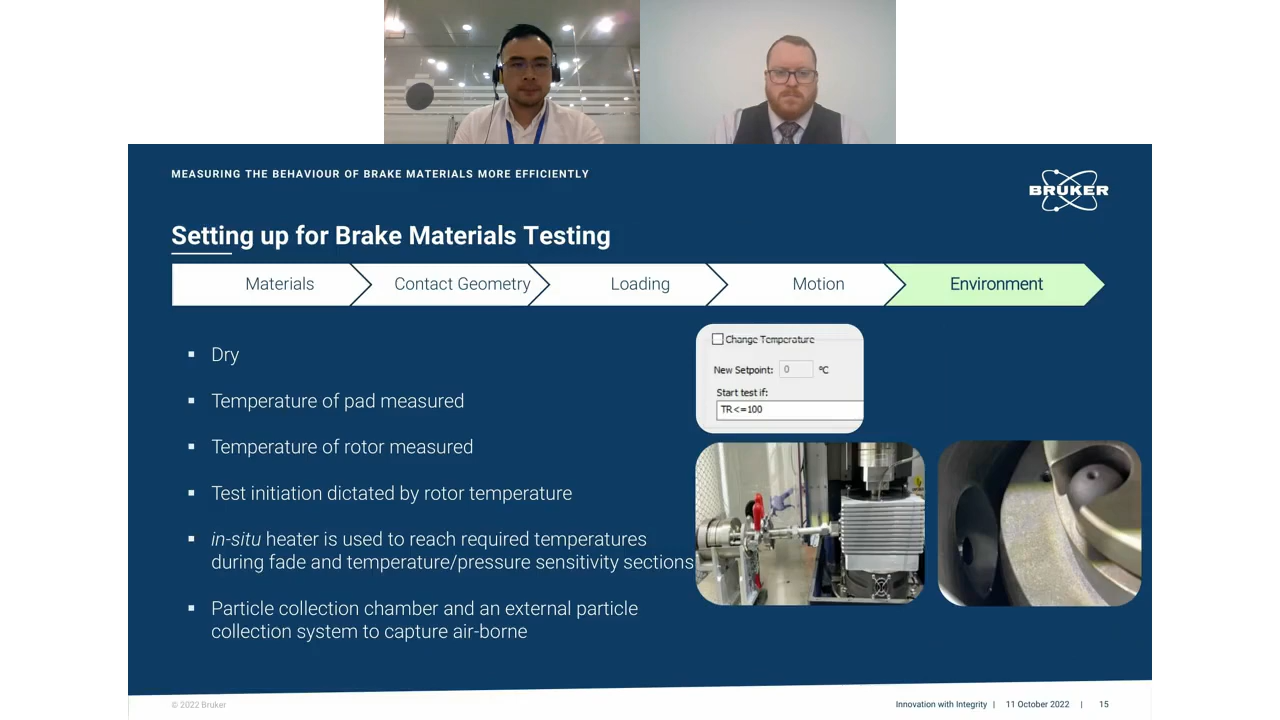 MEASURING THE BEHAVIOUR OF BRAKE MATERIALS MORE EFFICIENTLY
BRUKER
Setting up for Brake Materials Testing
Materials
Contact Geometry
Loading
Motion
Environment
Dry
Temperature of pad measured
Temperature of rotor measured
Test initiation dictated by rotor temperature
in-situ heater is used to reach required temperatures
during fade and temperature/pressure sensitivity sections
Particle collection chamber and an external particle
collection system to capture air-borne
Change Temperature
New Setpoint: 0 ºC
Start test if:
TR <=100
© 2022 Bruker
Innovation with Integrity | 11 October 2022 | 15